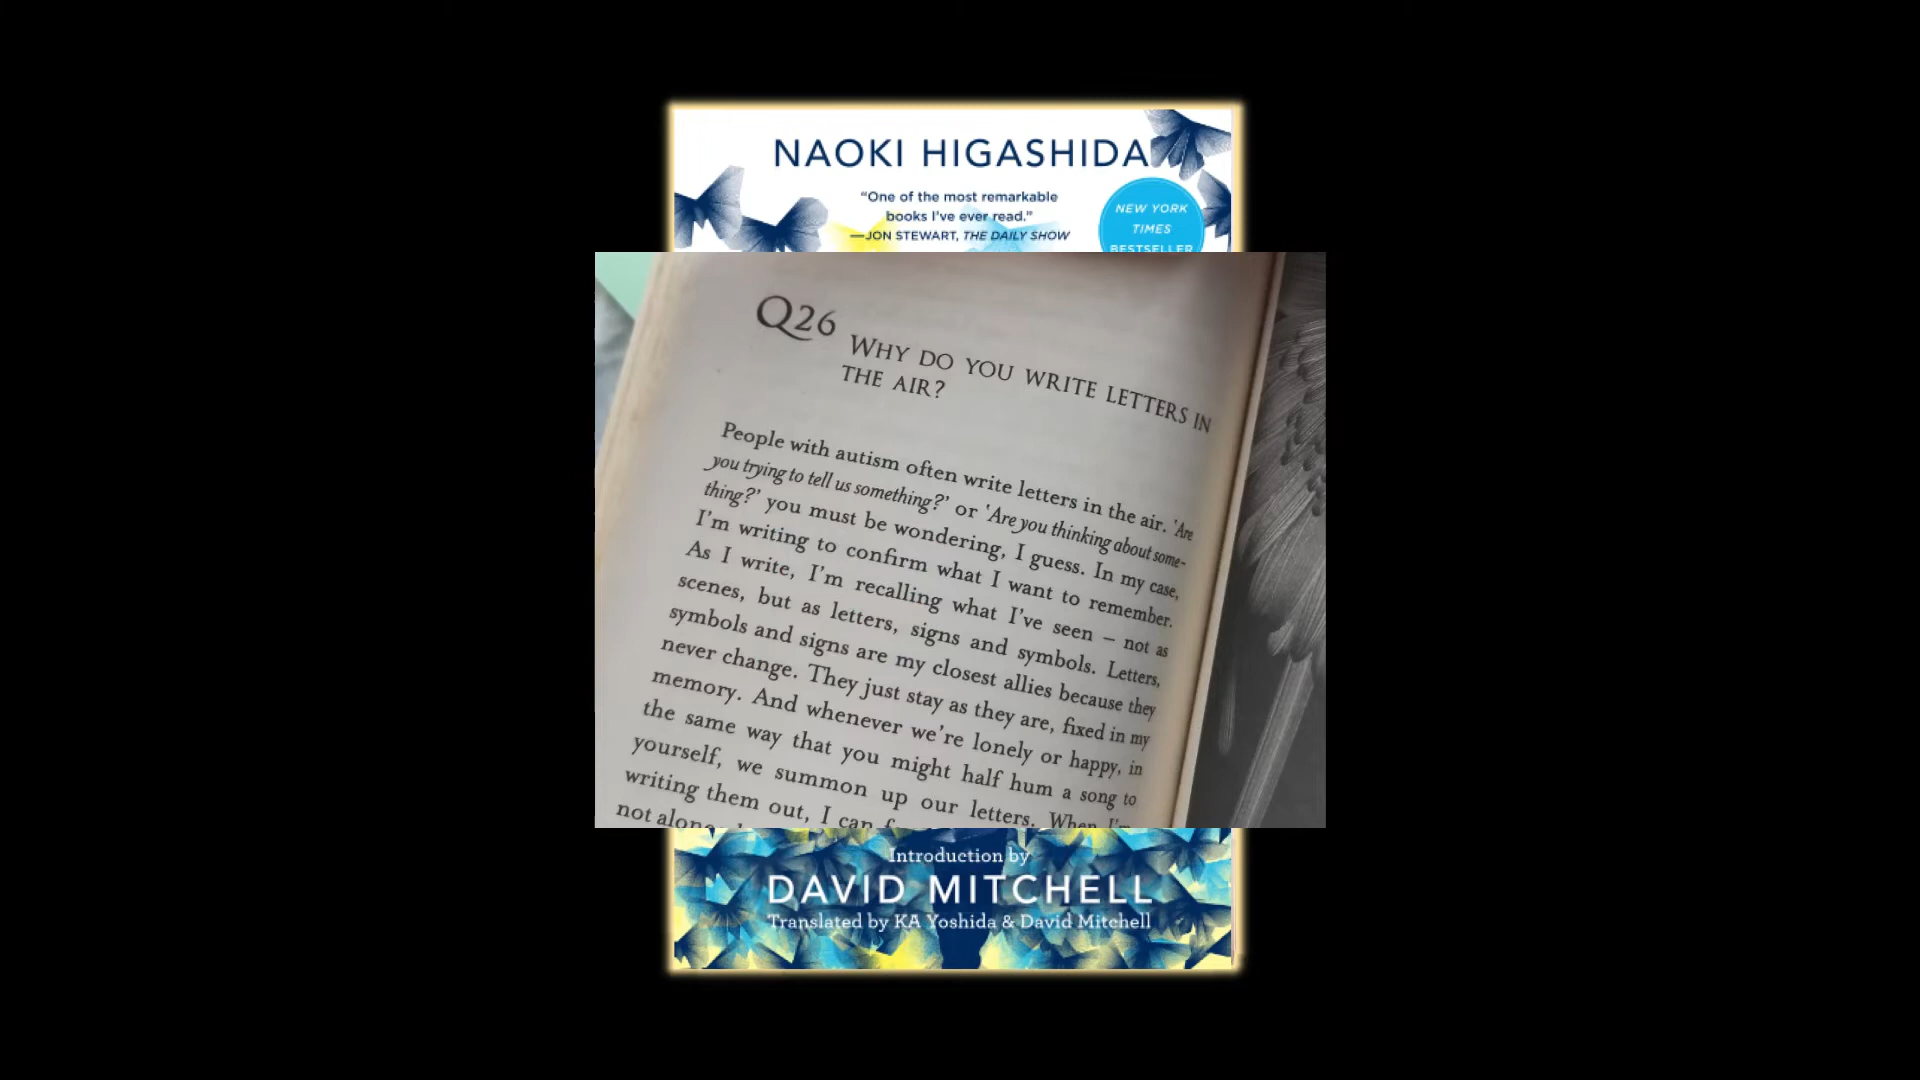 NAOKI HIGASHIDA
“One of the most remarkable
books I’ve ever read.”
—JON STEWART, THE DAILY SHOW
NEW YORK
TIMES
BESTSELLER
Q26 WHY DO YOU WRITE LETTERS IN
THE AIR?
People with autism often write letters in the air. ‘Are
you trying to tell us something?’ or ‘Are you thinking about some-
thing?’ you must be wondering, I guess. In my case,
I’m writing to confirm what I want to remember.
As I write, I’m recalling what I’ve seen – not as
scenes, but as letters, signs and symbols. Letters,
symbols and signs are my closest allies because they
never change. They just stay as they are, fixed in my
memory. And whenever we’re lonely or happy, in
the same way that you might half hum a song to
yourself, we summon up our letters. When I’m
writing them out, I can
not alone
Introduction by
DAVID MITCHELL
Translated by KA Yoshida & David Mitchell